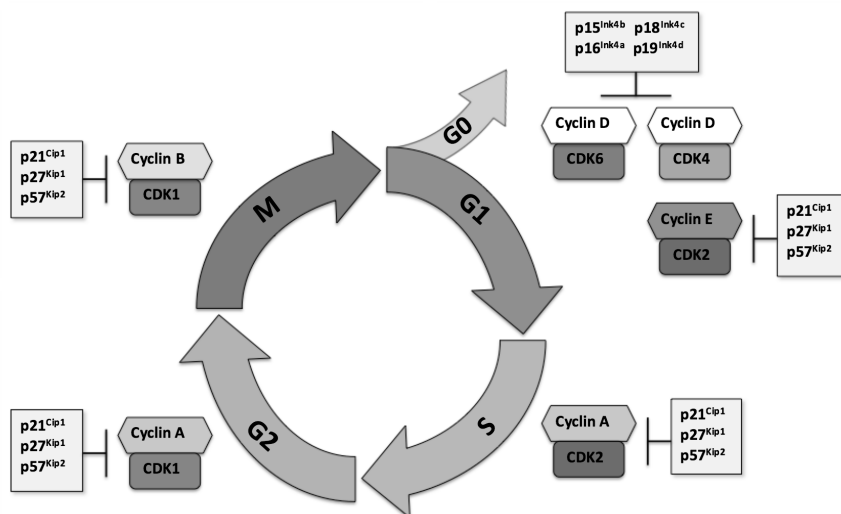 p15Ink4b p18Ink4c
p16Ink4a p19Ink4d
G0
Cyclin D
CDK6
Cyclin D
CDK4
p21Cip1
p27Kip1
p57Kip2
Cyclin B
CDK1
M
G1
Cyclin E
CDK2
p21Cip1
p27Kip1
p57Kip2
p21Cip1
p27Kip1
p57Kip2
Cyclin A
CDK1
G2
S
Cyclin A
CDK2
p21Cip1
p27Kip1
p57Kip2